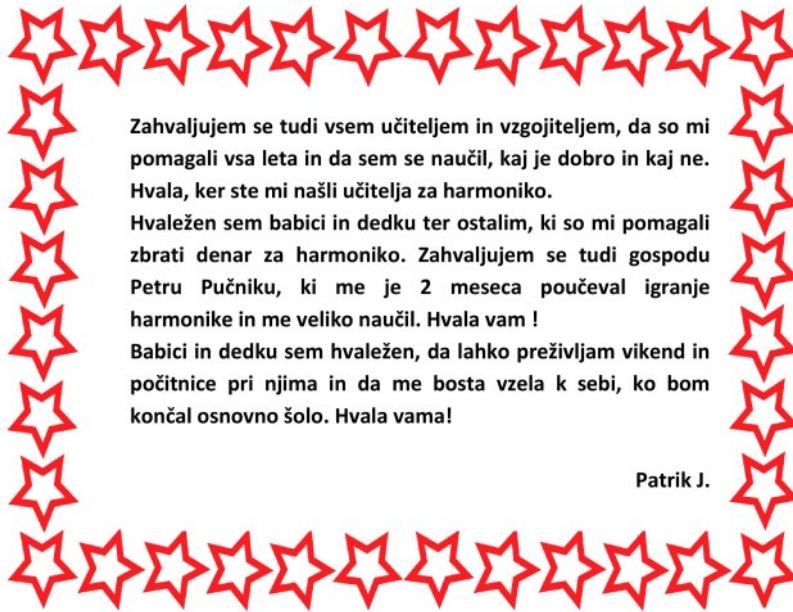 Zahvaljujem se tudi vsem učiteljem in vzgojiteljem, da so mi
pomagali vsa leta in da sem se naučil, kaj je dobro in kaj ne.
Hvala, ker ste mi našli učitelja za harmoniko.
Hvaležen sem babici in dedku ter ostalim, ki so mi pomagali
zbrati denar za harmoniko. Zahvaljujem se tudi gospodu
Petru Pučniku, ki me je 2 meseca poučeval igranje
harmonike in me veliko naučil. Hvala vam !
Babici in dedku sem hvaležen, da lahko preživljam vikend in
počitnice pri njima in da me bosta vzela k sebi, ko bom
končal osnovno šolo. Hvala vama!
Patrik J.